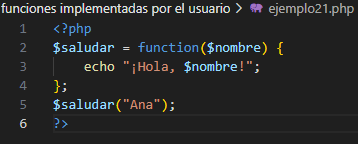 funciones implementadas por el usuario > ejemplo21.php
1 <?php
2 $saludar = function($nombre) {
3     echo "¡Hola, $nombre!";
4 };
5 $saludar("Ana");
6 ?>